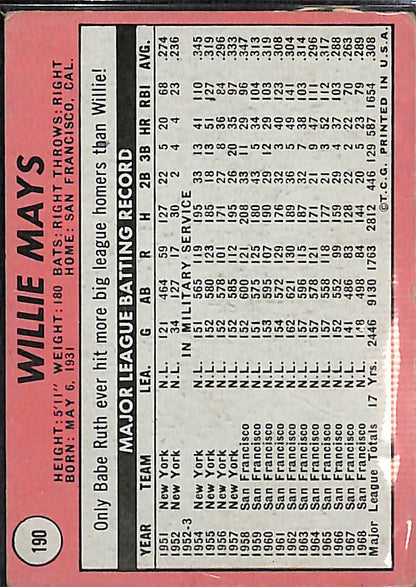 190
WILLIE MAYS
HEIGHT: 5'11" WEIGHT: 180 BATS: RIGHT THROWS: RIGHT
BORN: MAY 6, 1931 HOME: SAN FRANCISCO, CAL.
Only Babe Ruth ever hit more big league homers than Willie!
MAJOR LEAGUE BATTING RECORD
YEAR TEAM LEA. G AB R H 2B 3B HR RBI AVG.
1951 New York N.L. 121 464 59 127 22 5 20 68 .274
1952 New York N.L. 34 127 17 30 2 4 4 23 .236
1952-3 IN MILITARY SERVICE
1954 New York N.L. 151 565 119 195 33 13 41 110 .345
1955 New York N.L. 152 580 123 185 18 13 51 127 .319
1956 New York N.L. 152 578 101 171 27 8 36 84 .296
1957 New York N.L. 152 585 112 195 26 20 35 97 .333
1958 San Francisco N.L. 152 600 121 208 33 11 29 96 .347
1959 San Francisco N.L. 151 575 125 180 43 5 34 104 .313
1960 San Francisco N.L. 153 595 107 190 29 12 29 103 .319
1961 San Francisco N.L. 154 572 129 176 32 3 40 123 .308
1962 San Francisco N.L. 162 621 130 189 36 5 49 141 .304
1963 San Francisco N.L. 157 596 115 187 32 7 38 103 .314
1964 San Francisco N.L. 157 578 121 171 21 9 47 111 .296
1965 San Francisco N.L. 157 558 118 177 21 3 52 112 .317
1966 San Francisco N.L. 152 552 99 159 29 4 37 103 .288
1967 San Francisco N.L. 141 486 83 128 22 2 22 70 .263
1968 San Francisco N.L. 148 498 84 144 20 5 23 79 .289
Major League Totals 17 Yrs. 2446 9130 1763 2812 446 129 587 1654 .308
©T.C.G. PRINTED IN U.S.A.